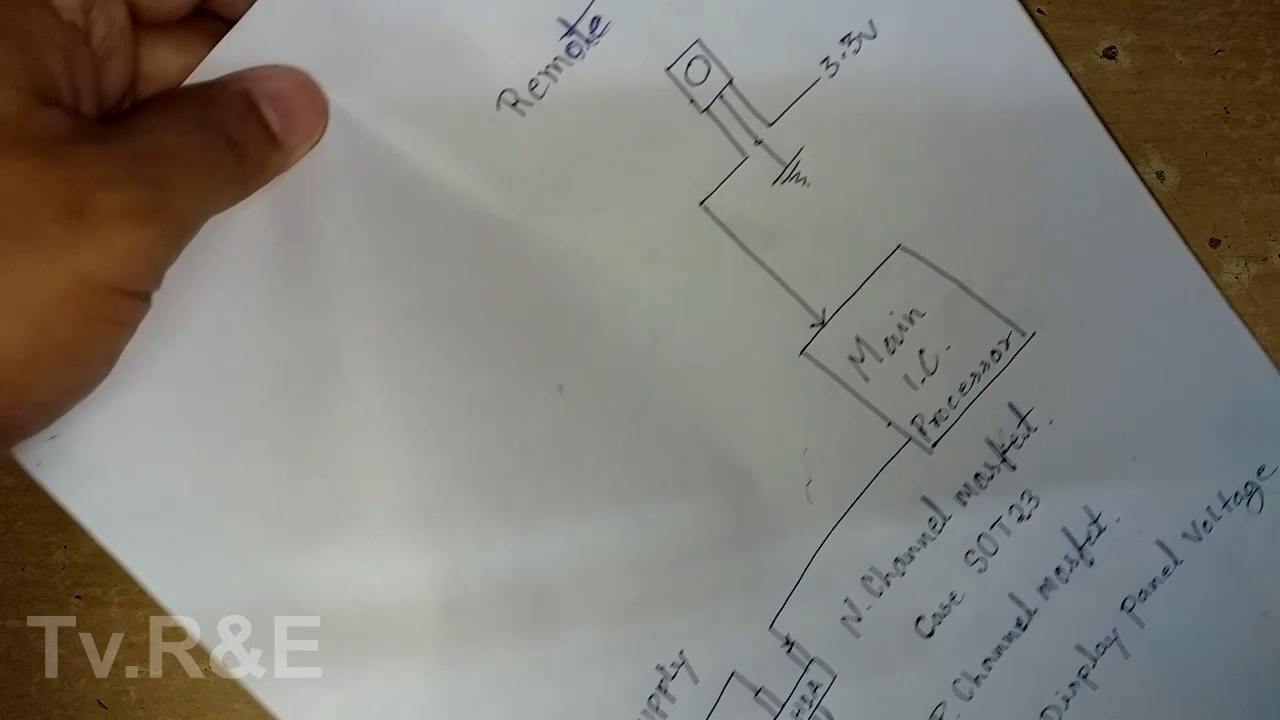 Remote
3.3V
Main
I.C.
Processor
N. Channel mosfet.
Case SOT23
P. Channel mosfet.
Display Panel Voltage
Tv.R&E